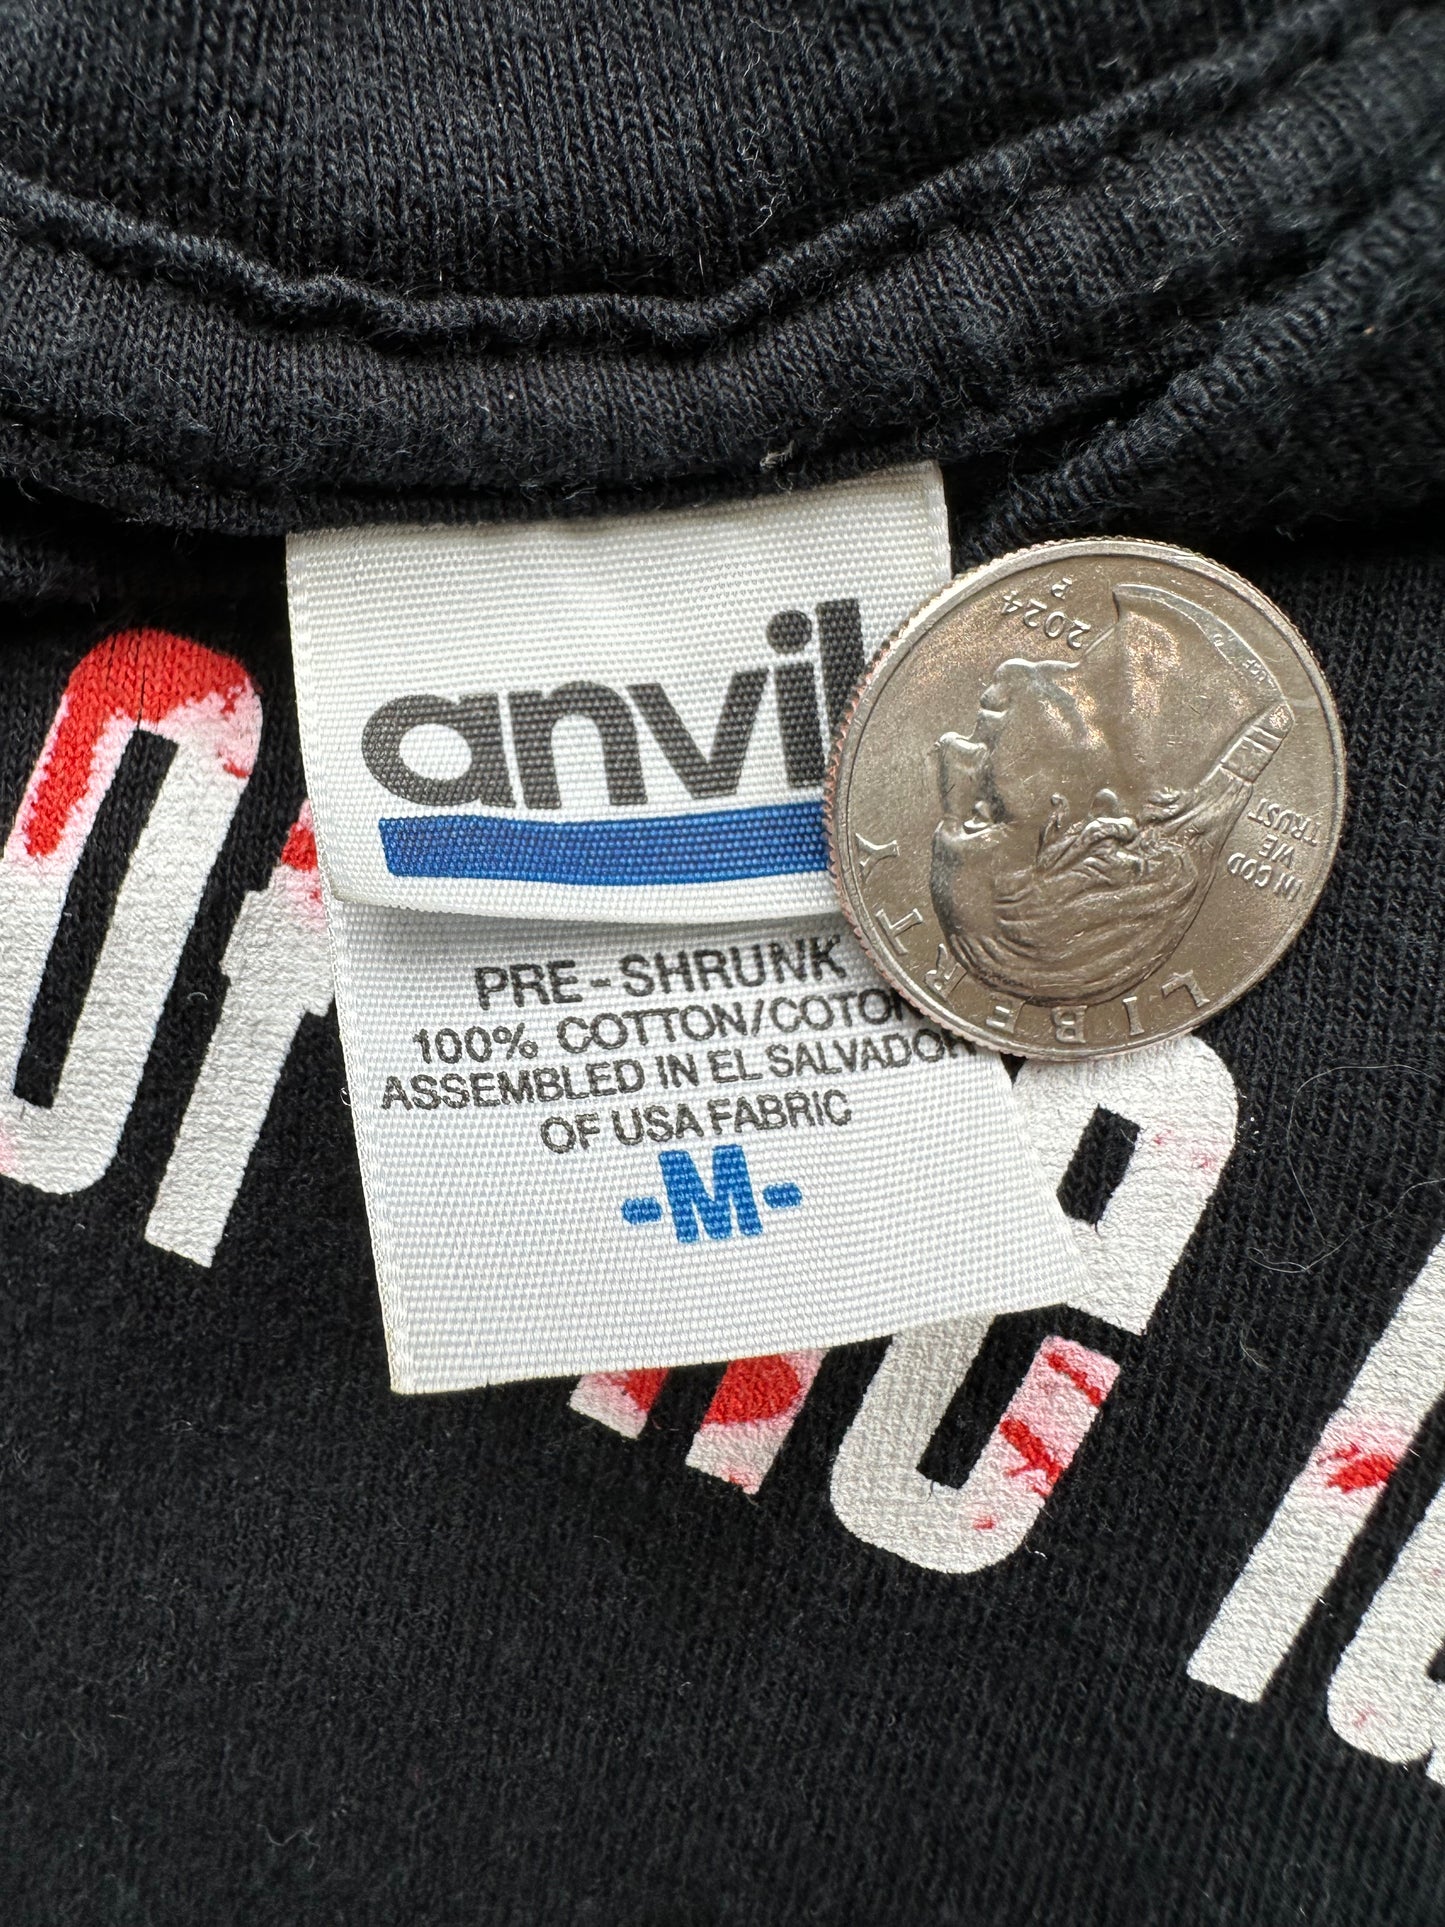 anvil
PRE-SHRUNK
100% COTTON/COTON
ASSEMBLED IN EL SALVADOR
OF USA FABRIC
-M-
LIBERTY
IN GOD
WE
TRUST
2024
P